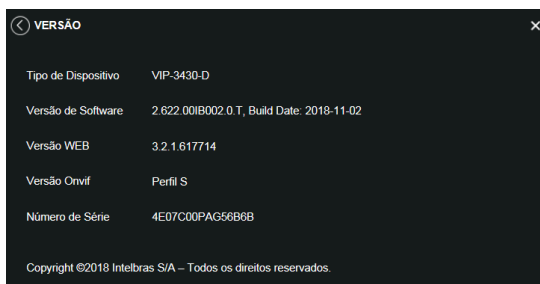 VERSÃO
Tipo de Dispositivo VIP-3430-D
Versão de Software 2.622.00IB002.0.T, Build Date: 2018-11-02
Versão WEB 3.2.1.617714
Versão Onvif Perfil S
Número de Série 4E07C00PAG56B6B
Copyright ©2018 Intelbras S/A – Todos os direitos reservados.